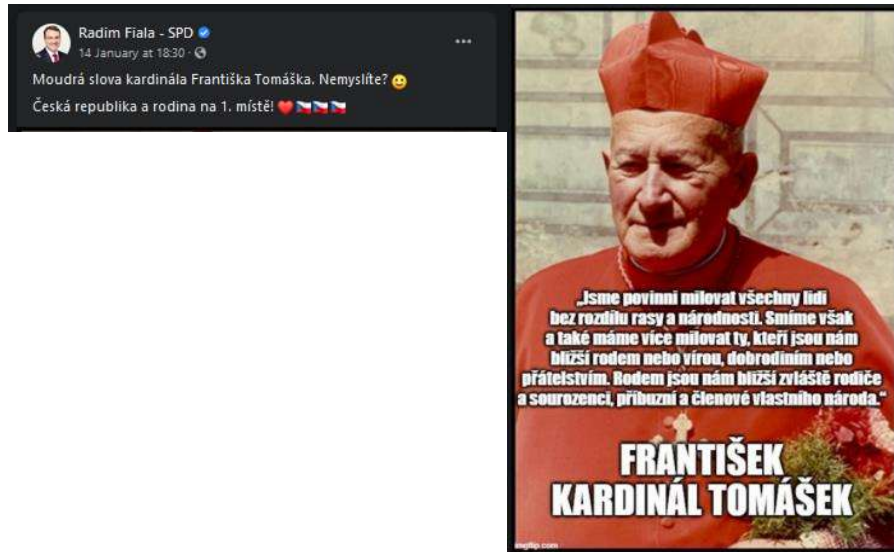 Radim Fiala - SPD
14 January at 18:30 ·
Moudrá slova kardinála Františka Tomáška. Nemyslíte?
Česká republika a rodina na 1. místě!
„Jsme povinni milovat všechny lidi
bez rozdílu rasy a národnosti. Smíme však
a také máme více milovat ty, kteří jsou nám
bližší rodem nebo vírou, dobrodiním nebo
přátelstvím. Rodem jsou nám bližší zvláště rodiče
a sourozenci, příbuzní a členové vlastního národa.“
FRANTIŠEK
KARDINÁL TOMÁŠEK
imgflip.com